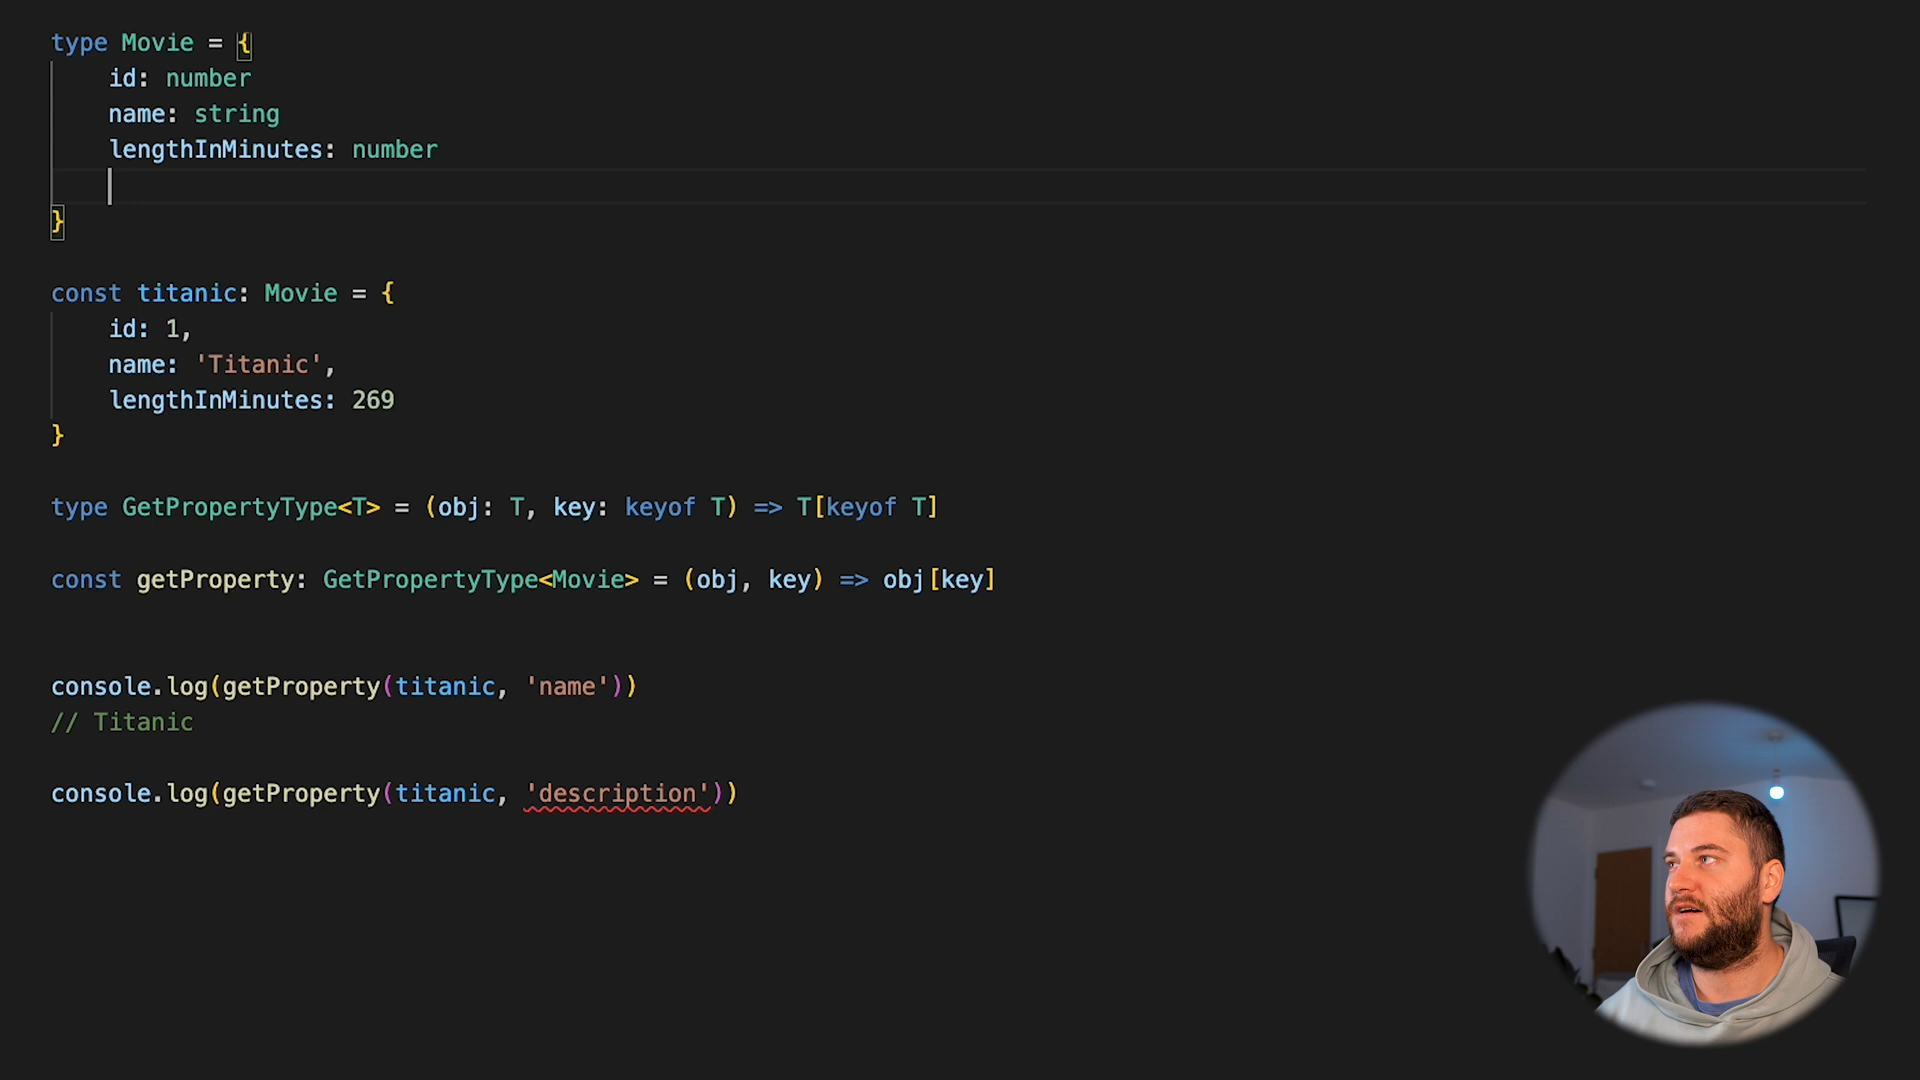 type Movie = {
    id: number
    name: string
    lengthInMinutes: number
}
const titanic: Movie = {
    id: 1,
    name: 'Titanic',
    lengthInMinutes: 269
}
type GetPropertyType<T> = (obj: T, key: keyof T) => T[keyof T]
const getProperty: GetPropertyType<Movie> = (obj, key) => obj[key]
console.log(getProperty(titanic, 'name'))
// Titanic
console.log(getProperty(titanic, 'description'))